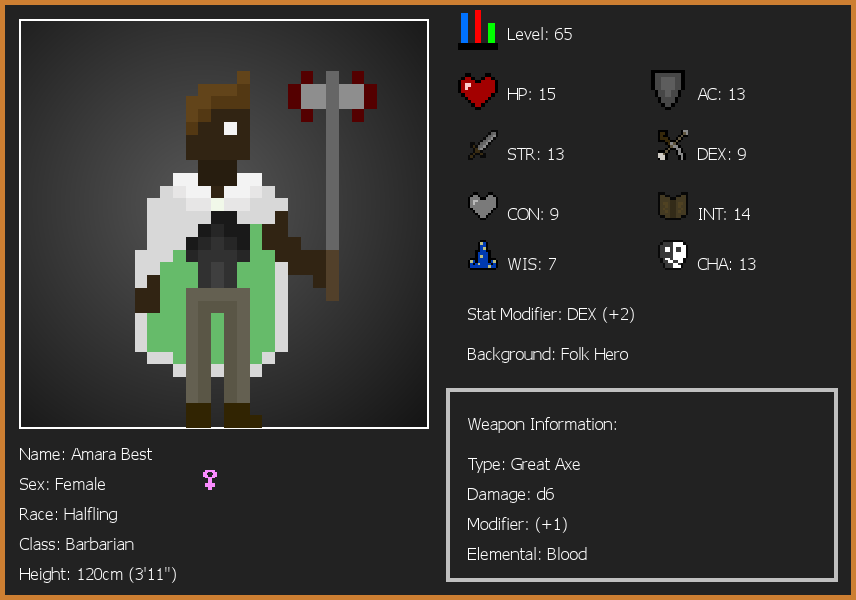 Level: 65
HP: 15
AC: 13
STR: 13
DEX: 9
CON: 9
INT: 14
WIS: 7
CHA: 13
Stat Modifier: DEX (+2)
Background: Folk Hero
Weapon Information:
Type: Great Axe
Damage: d6
Modifier: (+1)
Elemental: Blood
Name: Amara Best
Sex: Female
Race: Halfling
Class: Barbarian
Height: 120cm (3'11")